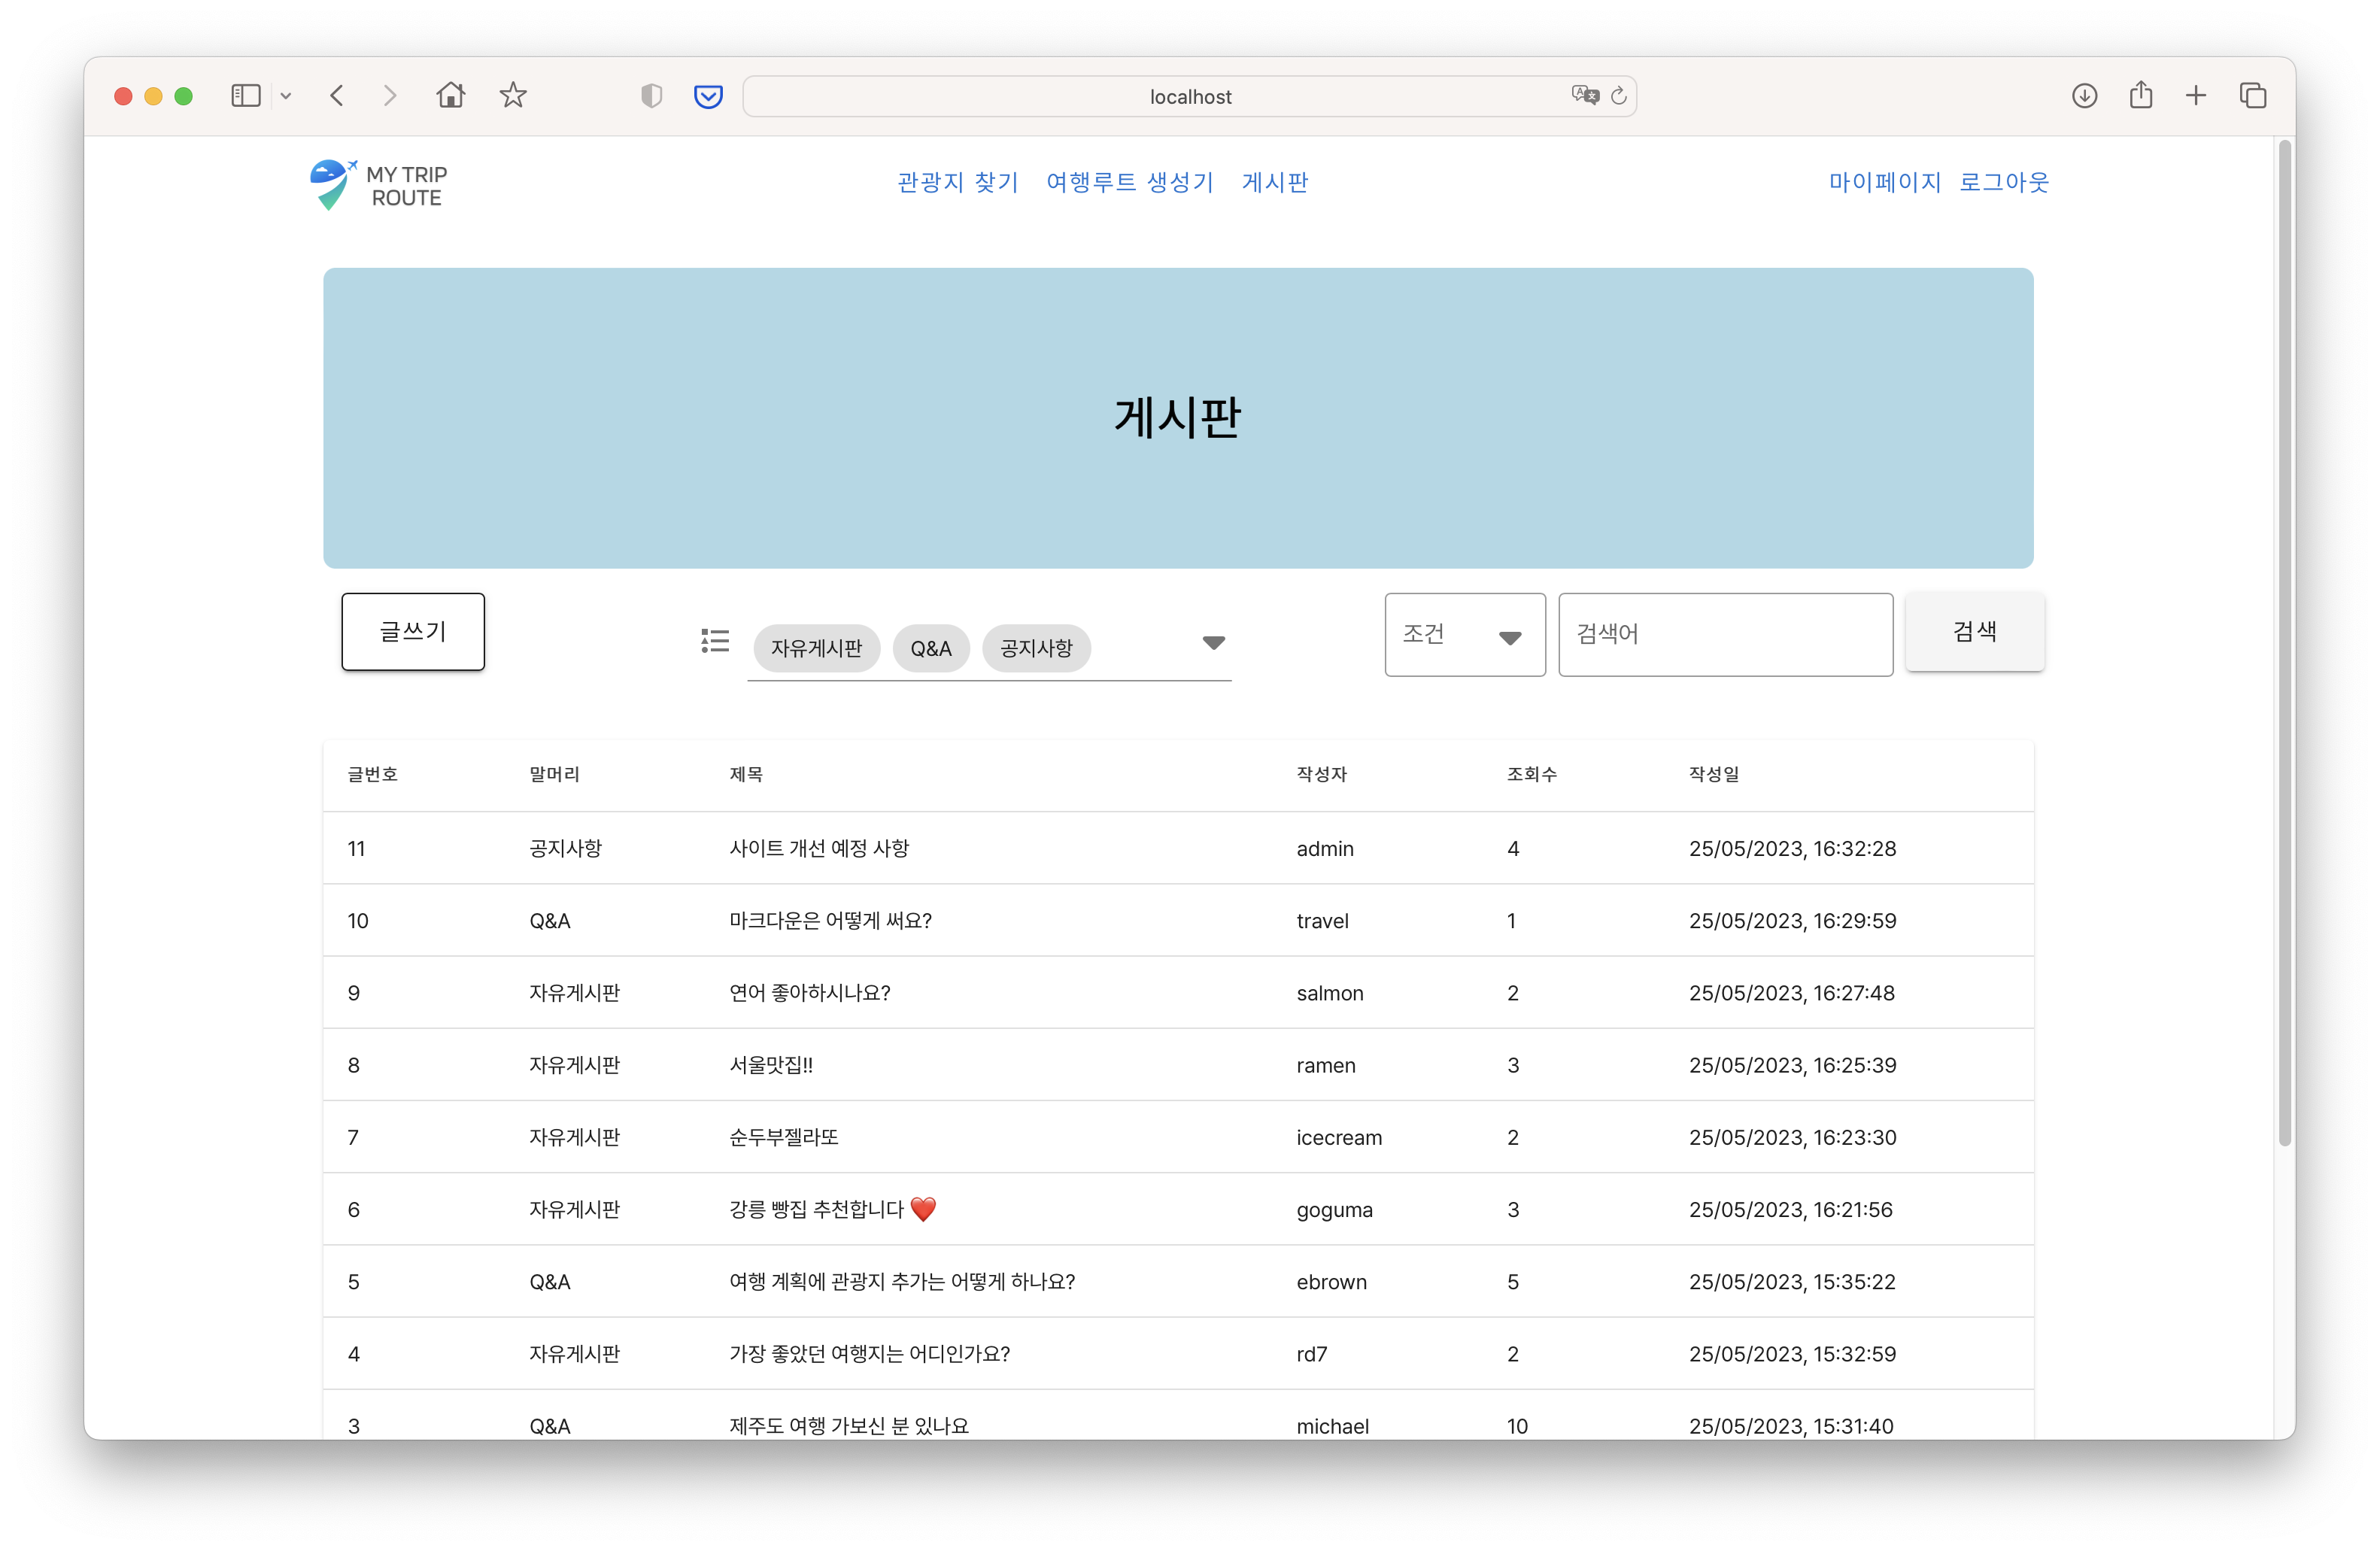 localhost
MY TRIP
ROUTE
관광지 찾기 여행루트 생성기 게시판
마이페이지 로그아웃
게시판
글쓰기
자유게시판 Q&A 공지사항
조건
검색어
검색
글번호 말머리 제목 작성자 조회수 작성일
11 공지사항 사이트 개선 예정 사항 admin 4 25/05/2023, 16:32:28
10 Q&A 마크다운은 어떻게 써요? travel 1 25/05/2023, 16:29:59
9 자유게시판 연어 좋아하시나요? salmon 2 25/05/2023, 16:27:48
8 자유게시판 서울맛집!! ramen 3 25/05/2023, 16:25:39
7 자유게시판 순두부젤라또 icecream 2 25/05/2023, 16:23:30
6 자유게시판 강릉 빵집 추천합니다 ❤️ goguma 3 25/05/2023, 16:21:56
5 Q&A 여행 계획에 관광지 추가는 어떻게 하나요? ebrown 5 25/05/2023, 15:35:22
4 자유게시판 가장 좋았던 여행지는 어디인가요? rd7 2 25/05/2023, 15:32:59
3 Q&A 제주도 여행 가보신 분 있나요 michael 10 25/05/2023, 15:31:40